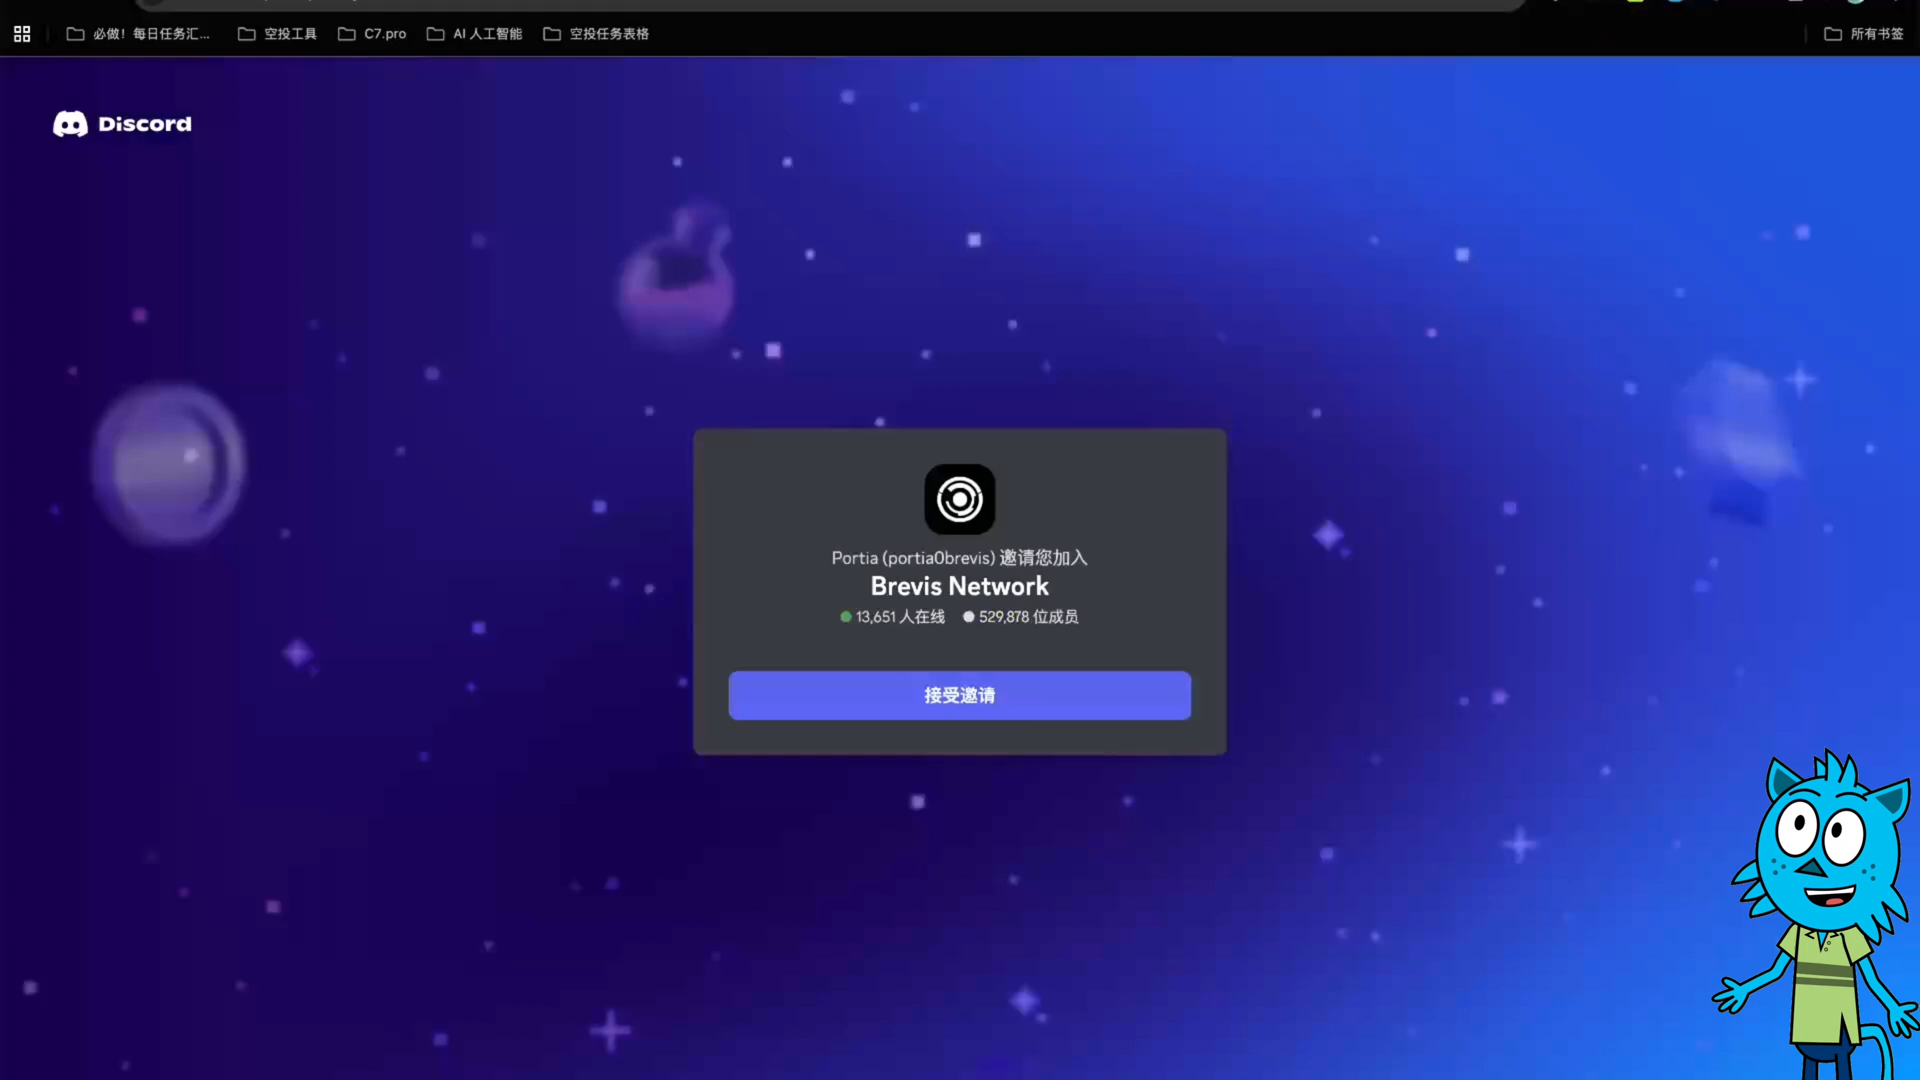 必做！每日任务汇...
空投工具
C7.pro
AI 人工智能
空投任务表格
所有书签
Discord
Portia (portia0brevis) 邀请您加入
Brevis Network
13,651 人在线 529,878 位成员
接受邀请